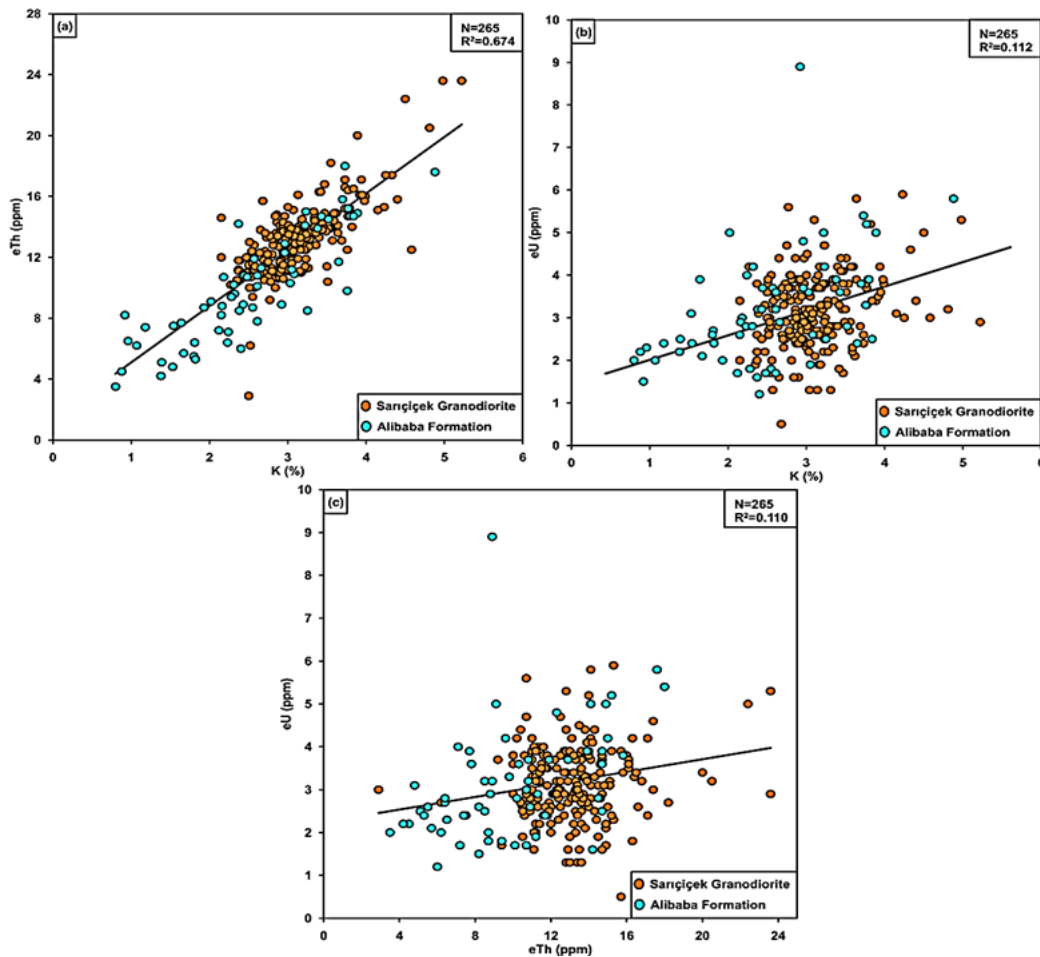 (a)
N=265
R²=0.674
28
24
20
16
12
8
4
0
eTh (ppm)
Sarıçiçek Granodiorite
Alibaba Formation
0 1 2 3 4 5 6
K (%)
(b)
N=265
R²=0.112
10
9
8
7
6
5
4
3
2
1
0
eU (ppm)
Sarıçiçek Granodiorite
Alibaba Formation
0 1 2 3 4 5 6
K (%)
(c)
N=265
R²=0.110
10
9
8
7
6
5
4
3
2
1
0
eU (ppm)
Sarıçiçek Granodiorite
Alibaba Formation
0 4 8 12 16 20 24
eTh (ppm)